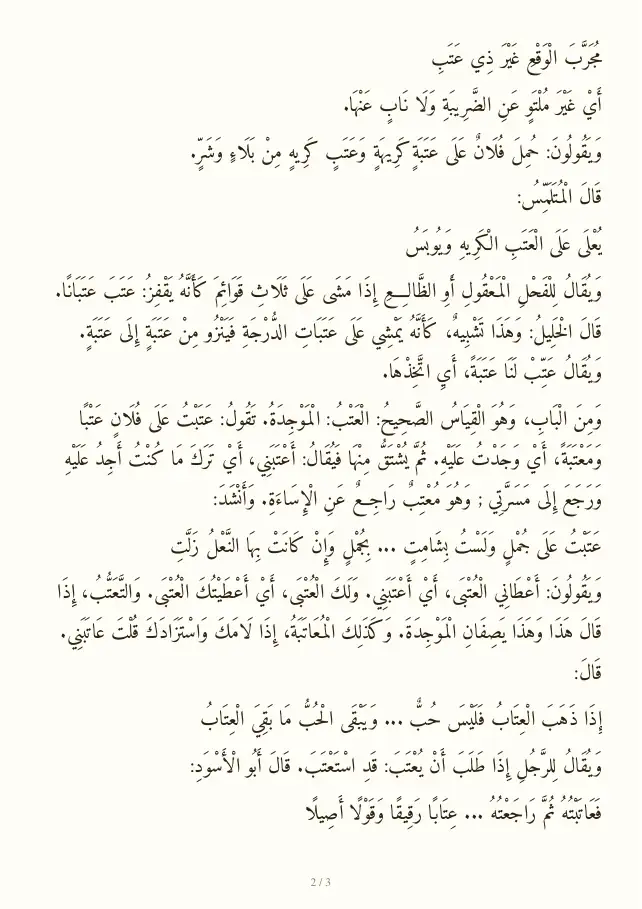 مُجَرَّبَ الْوَقْعِ غَيْرَ ذِي عَتَبِ
أَيْ غَيْرَ مُلْتَوٍ عَنِ الضَّرِيبَةِ وَلَا نَابٍ عَنْهَا.
وَيَقُولُونَ: حُمِلَ فُلَانٌ عَلَى عَتَبَةٍ كَرِيهَةٍ وَعَتَبٍ كَرِيهٍ مِنْ بَلَاءٍ وَشَرٍّ.
قَالَ الْمُتَلَمِّسُ:
يُعْلَى عَلَى الْعَتَبِ الْكَرِيهِ وَيُوبَسُ
وَيُقَالُ لِلْفَحْلِ الْمَعْقُولِ أَوِ الظَّالِعِ إِذَا مَشَى عَلَى ثَلَاثِ قَوَائِمَ كَأَنَّهُ يَقْفِزُ: عَتَبَ عَتَبَانًا.
قَالَ الْخَلِيلُ: وَهَذَا تَشْبِيهٌ، كَأَنَّهُ يَمْشِي عَلَى عَتَبَاتِ الدُّرْجَةِ فَيَنْزُو مِنْ عَتَبَةٍ إِلَى عَتَبَةٍ.
وَيُقَالُ عَتِّبْ لَنَا عَتَبَةً، أَيِ اتَّخِذْهَا.
وَمِنَ الْبَابِ، وَهُوَ الْقِيَاسُ الصَّحِيحُ: الْعَتْبُ: الْمَوْجِدَةُ. تَقُولُ: عَتَبْتُ عَلَى فُلَانٍ عَتْبًا
وَمَعْتَبَةً، أَيْ وَجَدْتُ عَلَيْهِ. ثُمَّ يُشْتَقُّ مِنْهَا فَيُقَالُ: أَعْتَبَنِي، أَيْ تَرَكَ مَا كُنْتُ أَجِدُ عَلَيْهِ
وَرَجَعَ إِلَى مَسَرَّتِي ; وَهُوَ مُعْتِبٌ رَاجِعٌ عَنِ الْإِسَاءَةِ. وَأَنْشَدَ:
عَتَبْتُ عَلَى جُمْلٍ وَلَسْتُ بِشَامِتٍ ... بِجُمْلٍ وَإِنْ كَانَتْ بِهَا النَّعْلُ زَلَّتِ
وَيَقُولُونَ: أَعْطَانِي الْعُتْبَى، أَيْ أَعْتَبَنِي. وَلَكَ الْعُتْبَى، أَيْ أَعْطَيْتُكَ الْعُتْبَى. وَالتَّعَتُّبُ، إِذَا
قَالَ هَذَا وَهَذَا يَصِفَانِ الْمَوْجِدَةَ. وَكَذَلِكَ الْمُعَاتَبَةُ، إِذَا لَامَكَ وَاسْتَزَادَكَ قُلْتَ عَاتَبَنِي.
قَالَ:
إِذَا ذَهَبَ الْعِتَابُ فَلَيْسَ حُبٌّ ... وَيَبْقَى الْحُبُّ مَا بَقِيَ الْعِتَابُ
وَيُقَالُ لِلرَّجُلِ إِذَا طَلَبَ أَنْ يُعْتَبَ: قَدِ اسْتَعْتَبَ. قَالَ أَبُو الْأَسْوَدِ:
فَعَاتَبْتُهُ ثُمَّ رَاجَعْتُهُ ... عِتَابًا رَقِيقًا وَقَوْلًا أَصِيلًا
2 / 3